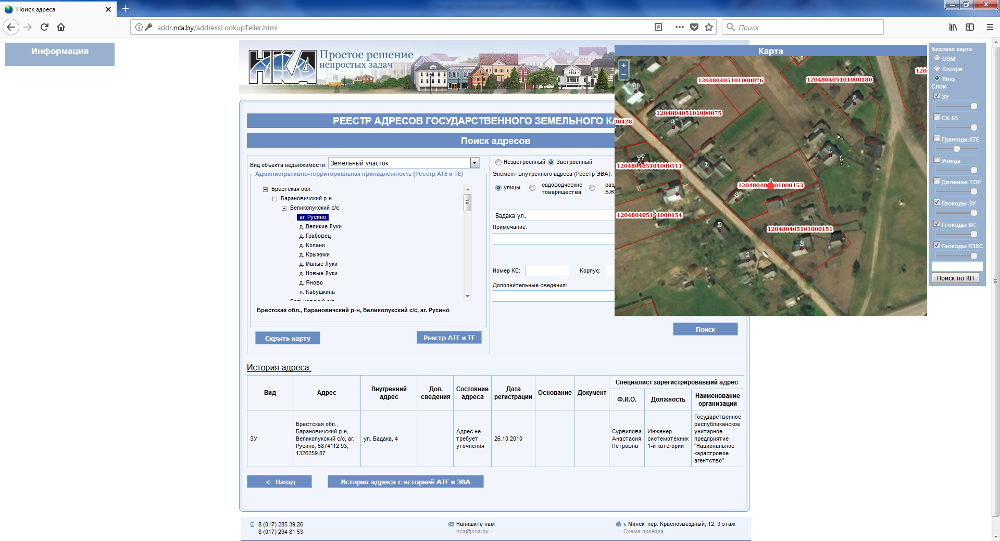 Поиск адреса
addr.nca.by/addressLookupTeller.html
Поиск
Информация
НКА
Простое решение
непростых задач
РЕЕСТР АДРЕСОВ ГОСУДАРСТВЕННОГО ЗЕМЕЛЬНОГО
Поиск адресов
Вид объекта недвижимости: Земельный участок
Административно-территориальная принадлежность (Реестр АТЕ и ТЕ)
Брестская обл.
Барановичский р-н
Великолукский с/с
аг. Русино
д. Великие Луки
д. Грабовец
д. Копани
д. Крыжики
д. Малые Луки
д. Новые Луки
д. Яново
п. Кабушкина
Брестская обл., Барановичский р-н, Великолукский с/с, аг. Русино
Скрыть карту
Реестр АТЕ и ТЕ
Незастроенный Застроенный
Элемент внутреннего адреса (Реестр ЭВА):
улицы
садоводческие товарищества
раз
БЖ
Бадака ул.
Примечание:
Номер КС: Корпус:
Дополнительные сведения:
Поиск
Карта
+
−
120480405101000076
120480405101000180
120
10
3
120480405101000075
8
00428
1
1
77
120480405101000511
6
4
120480405101000153
5
4
5
120480405101000154
3
120480405101000151
2
1
Базовая карта
OSM
Google
Bing
Слои
ЗУ
СК-63
Границы АТЕ
Улицы
Деление ТОР
Геокоды ЗУ
Геокоды КС
Геокоды НЗКС
Поиск по КН
История адреса:
Вид
Адрес
Внутренний адрес
Доп. сведения
Состояние адреса
Дата регистрации
Основание
Документ
Специалист зарегистрировавший адрес
Ф.И.О.
Должность
Наименование организации
ЗУ
Брестская обл.,
Барановичский р-н,
Великолукский с/с, аг.
Русино, 5874112.93,
1326259.87
ул. Бадака, 4
Адрес не
требует
уточнения
26.10.2010
Сурвилова
Анастасия
Петровна
Инженер-
системотехник
1-й категории
Государственное
республиканское
унитарное
предприятие
"Национальное
кадастровое
агентство"
<- Назад
История адреса с историей АТЕ и ЭВА
8 (017) 285 39 26
8 (017) 294 81 53
Напишите нам
nca@nca.by
г. Минск, пер. Краснозвездный, 12, 3 этаж
Схема проезда